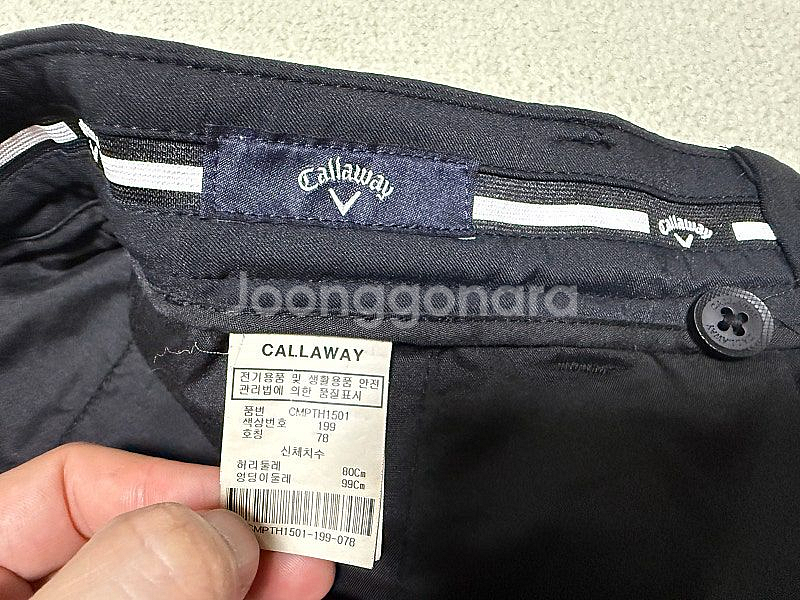 Callaway
Callaway
Joonggonara
CALLAWAY
전기용품 및 생활용품 안전
관리법에 의한 품질표시
품번 CMPTH1501
색상번호 199
호칭 78
신체치수
허리둘레 80Cm
엉덩이둘레 99Cm
CMPTH1501-199-078
CALLAWAY